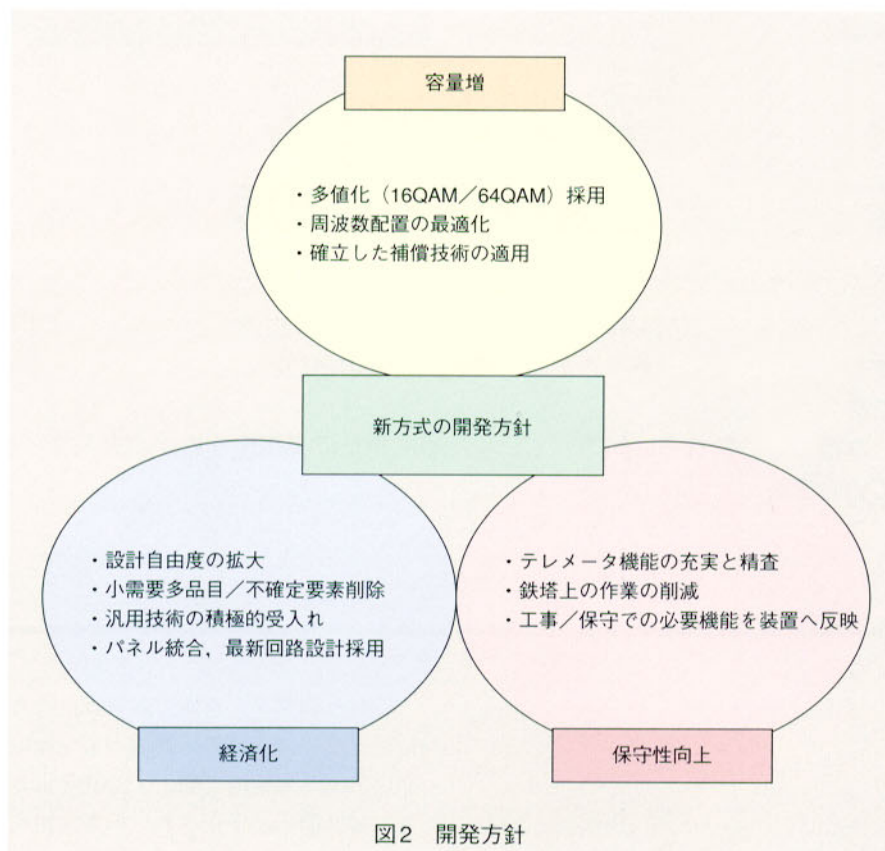 容量増
・多値化（16QAM／64QAM）採用
・周波数配置の最適化
・確立した補償技術の適用
新方式の開発方針
・設計自由度の拡大
・小需要多品目／不確定要素削除
・汎用技術の積極的受入れ
・パネル統合，最新回路設計採用
経済化
・テレメータ機能の充実と精査
・鉄塔上の作業の削減
・工事／保守での必要機能を装置へ反映
保守性向上
図2　開発方針